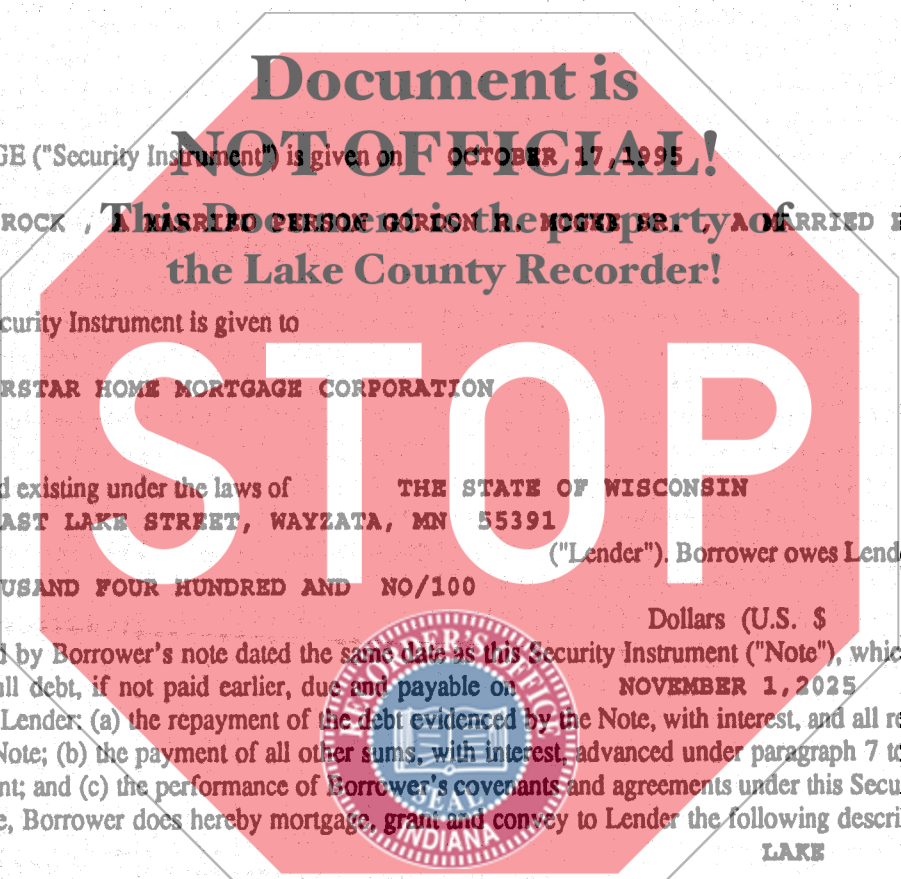 Document is
NOT OFFICIAL!
This Document is the property of
the Lake County Recorder!
GE ("Security Instrument") is given on OCTOBER 17,1995
ROCK , A MARRIED PERSON GORDON R. MCGEE SR. , A MARRIED
curity Instrument is given to
RSTAR HOME MORTGAGE CORPORATION
STOP
d existing under the laws of THE STATE OF WISCONSIN
AST LAKE STREET, WAYZATA, MN 55391
("Lender"). Borrower owes Lende
USAND FOUR HUNDRED AND NO/100
Dollars (U.S. $
d by Borrower's note dated the same date as this Security Instrument ("Note"), whic
ll debt, if not paid earlier, due and payable on NOVEMBER 1,2025
Lender: (a) the repayment of the debt evidenced by the Note, with interest, and all re
Note; (b) the payment of all other sums, with interest, advanced under paragraph 7 to
nt; and (c) the performance of Borrower's covenants and agreements under this Secu
e, Borrower does hereby mortgage, grant and convey to Lender the following descri
LAKE
RECORDER'S OFFICE
SEAL
INDIANA